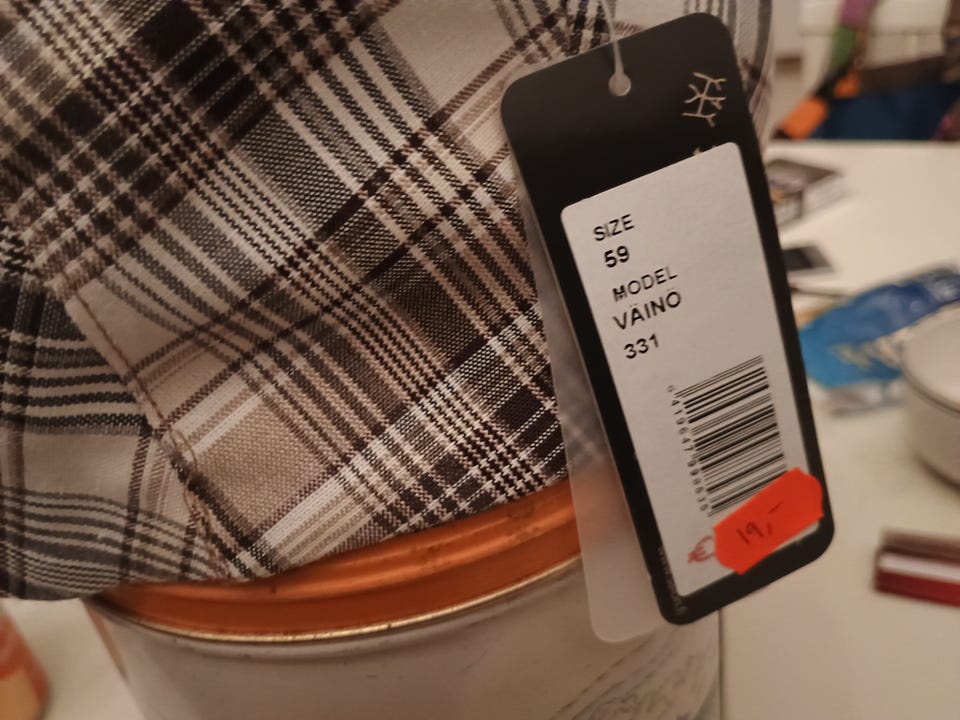 SIZE
59
MODEL
VÄINÖ
331
€ 19,-